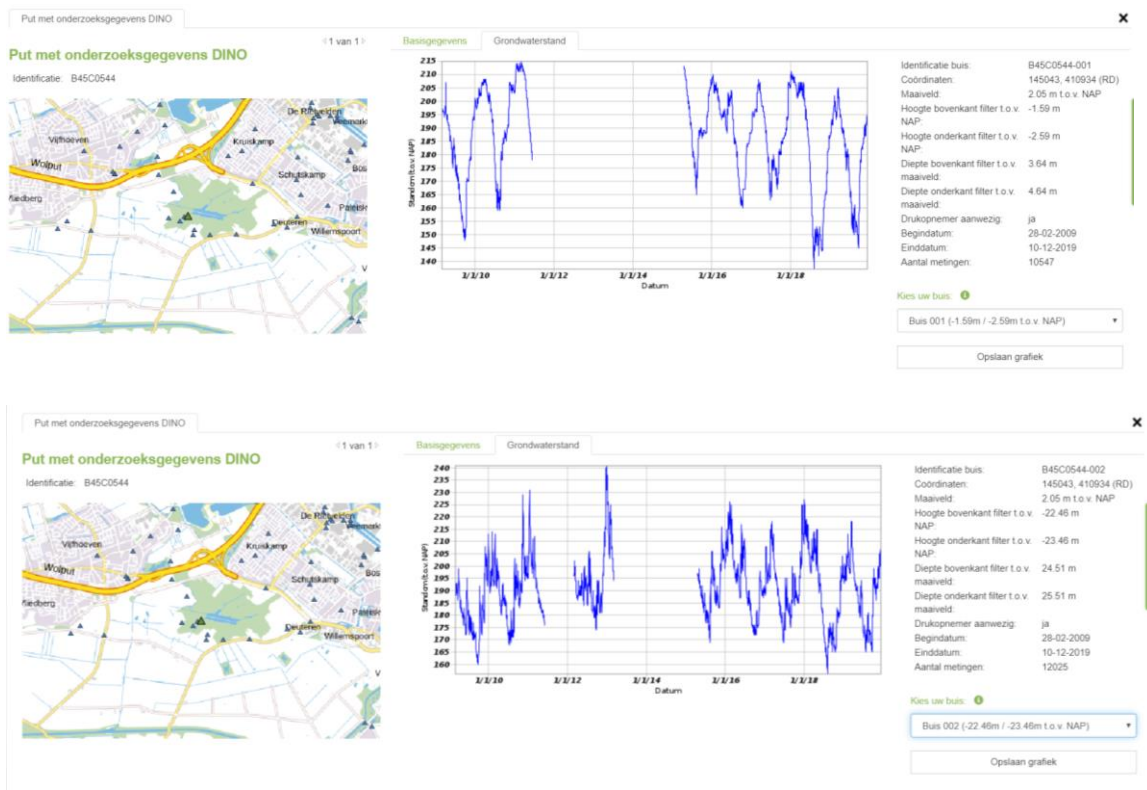 Put met onderzoeksgegevens DINO
Put met onderzoeksgegevens DINO
1 van 1
Identificatie: B45C0544
Vijfhoeven
Wolput
Kruiskamp
Schutskamp
Deuteren
Willemspoort
Basisgegevens Grondwaterstand
215
210
205
200
195
190
185
180
175
170
165
160
155
150
145
140
Stand cm(t.o.v. NAP)
1/1/10 1/1/12 1/1/14 1/1/16 1/1/18
Datum
Identificatie buis: B45C0544-001
Coördinaten: 145043, 410934 (RD)
Maaiveld: 2.05 m t.o.v. NAP
Hoogte bovenkant filter t.o.v. -1.59 m
NAP:
Hoogte onderkant filter t.o.v. -2.59 m
NAP:
Diepte bovenkant filter t.o.v. 3.64 m
maaiveld:
Diepte onderkant filter t.o.v. 4.64 m
maaiveld:
Drukopnemer aanwezig: ja
Begindatum: 28-02-2009
Einddatum: 10-12-2019
Aantal metingen: 10547
Kies uw buis:
Buis 001 (-1.59m / -2.59m t.o.v. NAP)
Opslaan grafiek
Put met onderzoeksgegevens DINO
Put met onderzoeksgegevens DINO
1 van 1
Identificatie: B45C0544
Vijfhoeven
Wolput
Kruiskamp
Schutskamp
Deuteren
Willemspoort
Basisgegevens Grondwaterstand
240
235
230
225
220
215
210
205
200
195
190
185
180
175
170
165
160
Stand cm(t.o.v. NAP)
1/1/10 1/1/12 1/1/14 1/1/16 1/1/18
Datum
Identificatie buis: B45C0544-002
Coördinaten: 145043, 410934 (RD)
Maaiveld: 2.05 m t.o.v. NAP
Hoogte bovenkant filter t.o.v. -22.46 m
NAP:
Hoogte onderkant filter t.o.v. -23.46 m
NAP:
Diepte bovenkant filter t.o.v. 24.51 m
maaiveld:
Diepte onderkant filter t.o.v. 25.51 m
maaiveld:
Drukopnemer aanwezig: ja
Begindatum: 28-02-2009
Einddatum: 10-12-2019
Aantal metingen: 12025
Kies uw buis:
Buis 002 (-22.46m / -23.46m t.o.v. NAP)
Opslaan grafiek